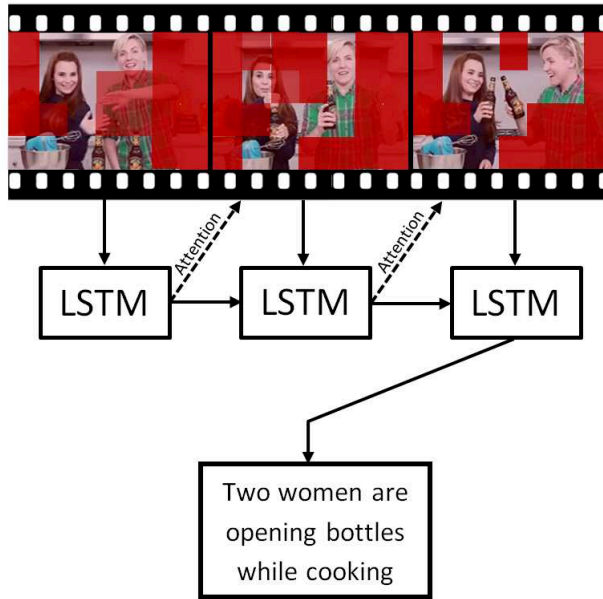 Attention
Attention
LSTM
LSTM
LSTM
Two women are
opening bottles
while cooking